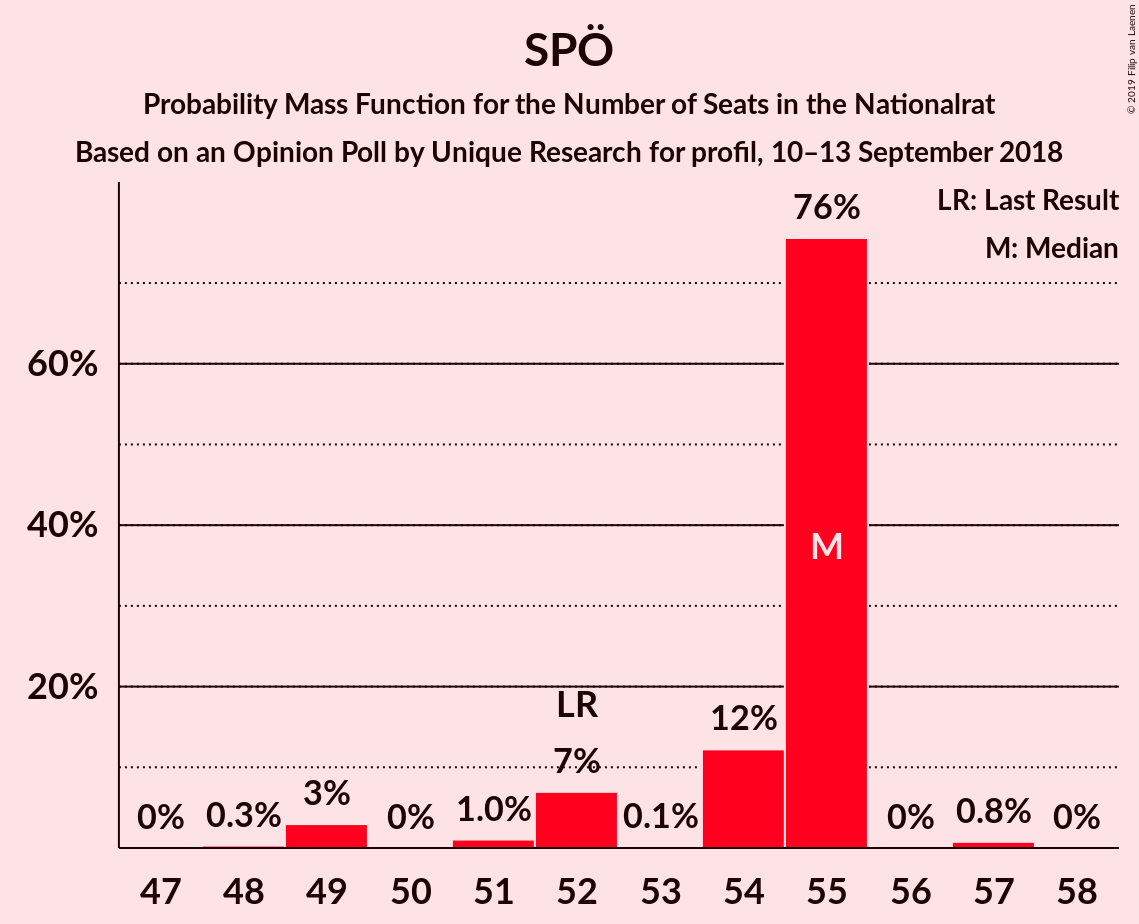 SPÖ
Probability Mass Function for the Number of Seats in the Nationalrat
Based on an Opinion Poll by Unique Research for profil, 10–13 September 2018
© 2019 Filip van Laenen
LR: Last Result
M: Median
60%
40%
20%
0%
0.3%
3%
0%
1.0%
LR
7%
0.1%
12%
76%
M
0%
0.8%
0%
47 48 49 50 51 52 53 54 55 56 57 58